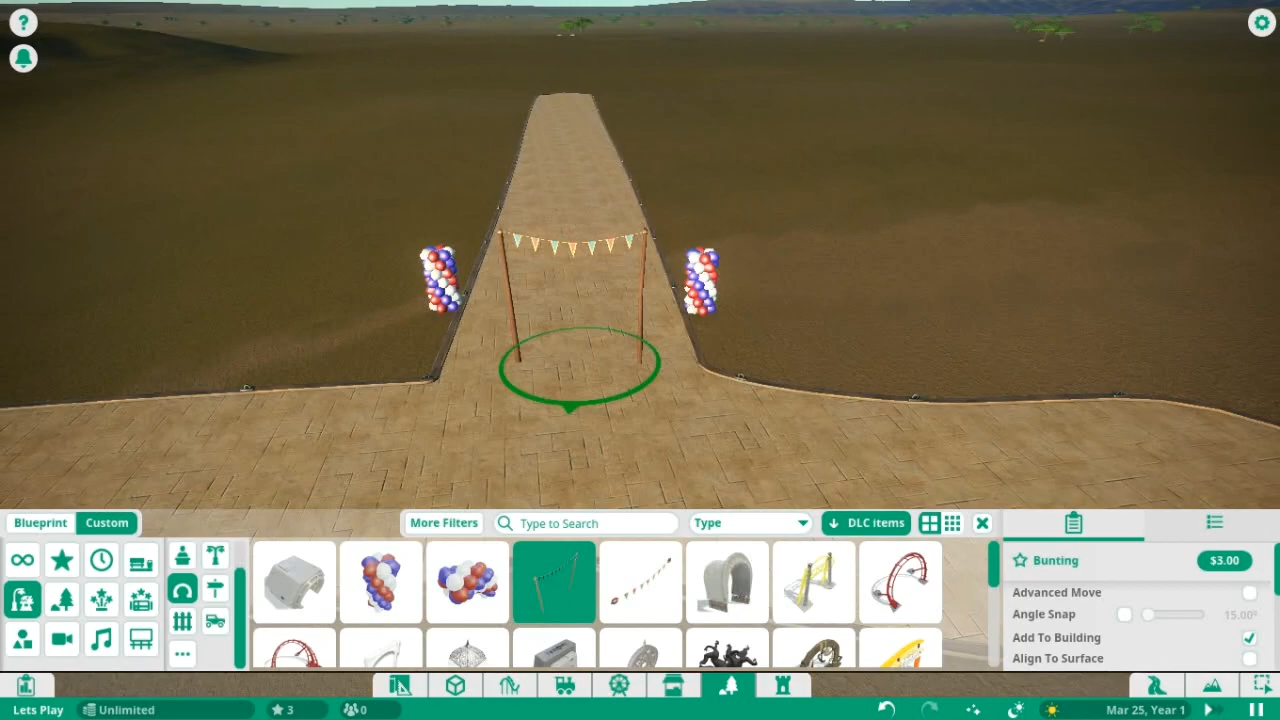 ?
Blueprint Custom
More Filters Type to Search Type DLC items
Bunting $3.00
Advanced Move
Angle Snap 15.00°
Add To Building
Align To Surface
Lets Play Unlimited 3 0 Mar 25, Year 1